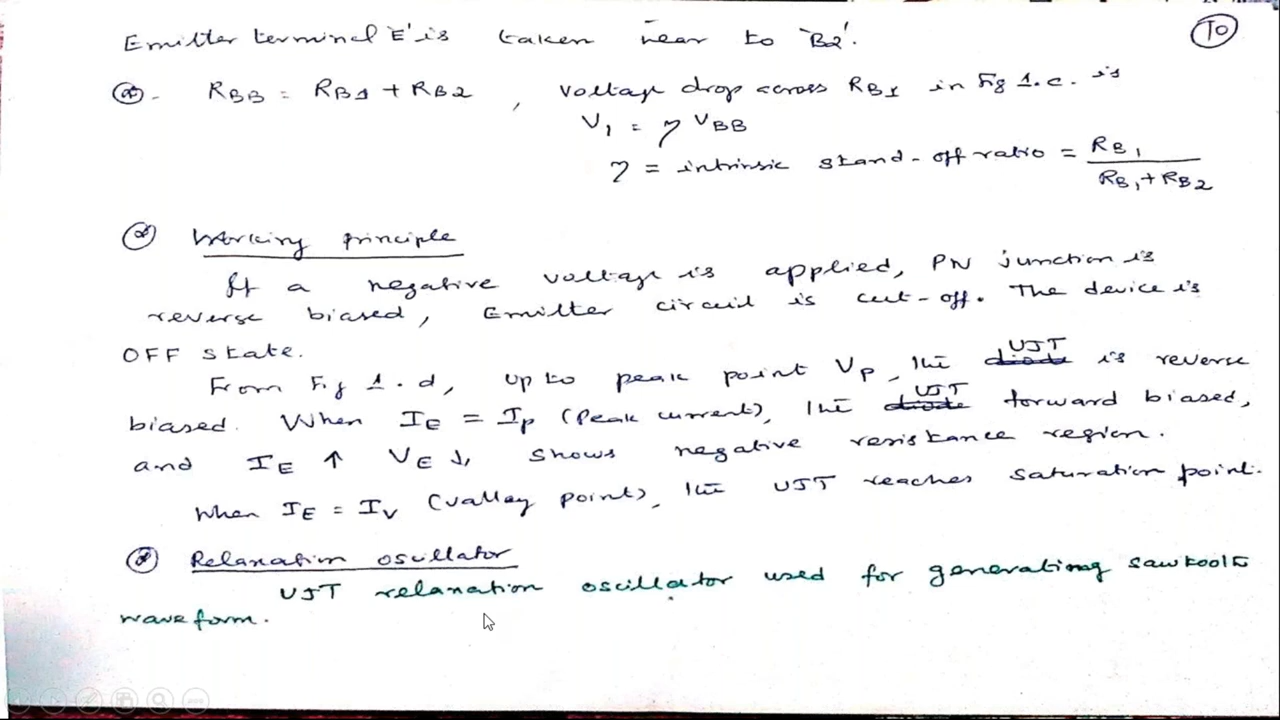 Emitter terminal 'E' is taken near to 'B2'.
10
RBB = RB1 + RB2 , voltage drop across RB1 in Fig 1.c. is
V1 = η VBB
η = intrinsic stand-off ratio = RB1 / RB1 + RB2
Working principle
If a negative voltage is applied, PN junction is
reverse biased, Emitter circuit is cut-off. The device is
OFF state.
From Fig 1.d, up to peak point VP, the diode UJT is reverse
biased. When IE = Ip (Peak current), the diode UJT forward biased,
and IE ↑ VE ↓, shows negative resistance region.
When IE = IV (valley point), the UJT reaches saturation point.
Relaxation oscillator
UJT relaxation oscillator used for generating sawtooth
waveform.